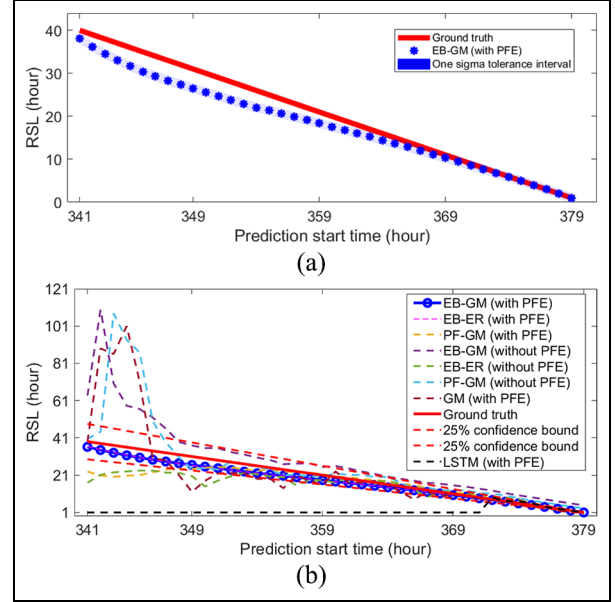 40
30
20
10
0
RSL (hour)
Ground truth
EB-GM (with PFE)
One sigma tolerance interval
341 349 359 369 379
Prediction start time (hour)
(a)
121
101
81
61
41
21
1
RSL (hour)
EB-GM (with PFE)
EB-ER (with PFE)
PF-GM (with PFE)
EB-GM (without PFE)
EB-ER (without PFE)
PF-GM (without PFE)
GM (with PFE)
Ground truth
25% confidence bound
25% confidence bound
LSTM (with PFE)
341 349 359 369 379
Prediction start time (hour)
(b)